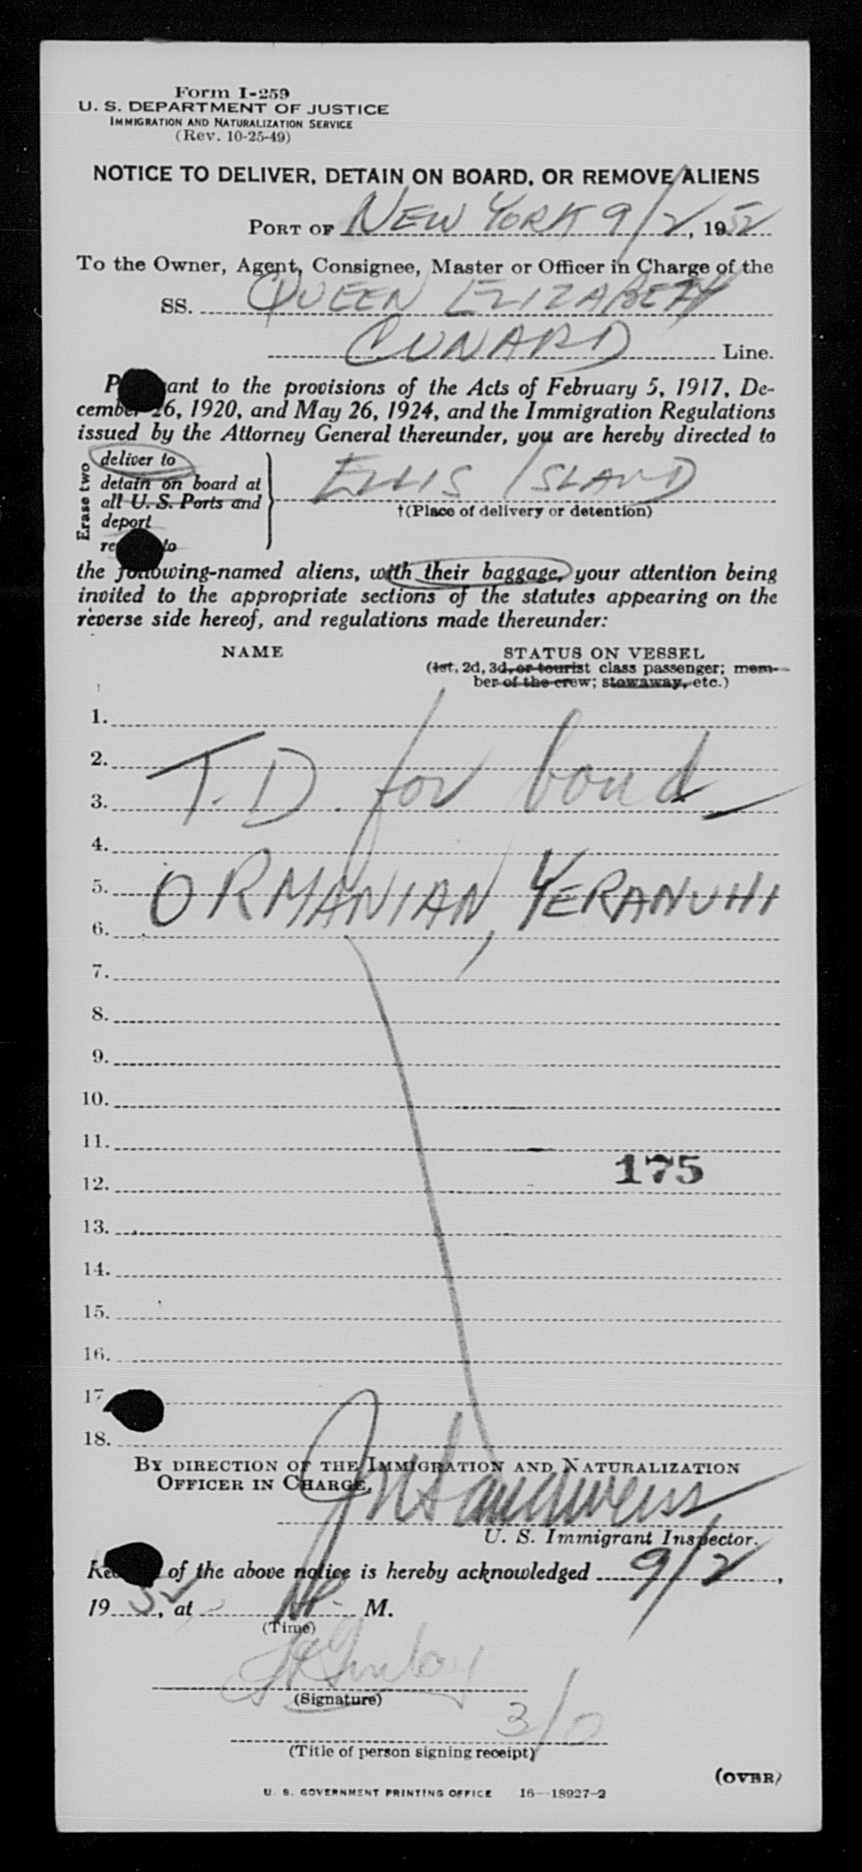 Form I-259
U. S. DEPARTMENT OF JUSTICE
IMMIGRATION AND NATURALIZATION SERVICE
(Rev. 10-25-49)
NOTICE TO DELIVER, DETAIN ON BOARD, OR REMOVE ALIENS
PORT OF NEW YORK 9/2, 1952
To the Owner, Agent, Consignee, Master or Officer in Charge of the
SS. QUEEN ELIZABETH
CUNARD Line.
ant to the provisions of the Acts of February 5, 1917, De-
cember 26, 1920, and May 26, 1924, and the Immigration Regulations
issued by the Attorney General thereunder, you are hereby directed to
Erase two
deliver to
detain on board at
all U. S. Ports and
deport
to
ELLIS ISLAND
†(Place of delivery or detention)
the following-named aliens, with their baggage, your attention being
invited to the appropriate sections of the statutes appearing on the
reverse side hereof, and regulations made thereunder:
NAME STATUS ON VESSEL
(1st, 2d, 3d, or tourist class passenger; mem-
ber of the crew; stowaway, etc.)
1.
2.
T.D. for bond
3.
4.
5. ORMANIAN, YERANUHI
6.
7.
8.
9.
10.
11.
175
12.
13.
14.
15.
16.
17
18.
BY DIRECTION OF THE IMMIGRATION AND NATURALIZATION
OFFICER IN CHARGE,
U. S. Immigrant Inspector.
of the above notice is hereby acknowledged 9/2,
19 52, at M.
(Time)
(Signature)
3/0
(Title of person signing receipt)
(OVER)
U. S. GOVERNMENT PRINTING OFFICE 16—18927-2